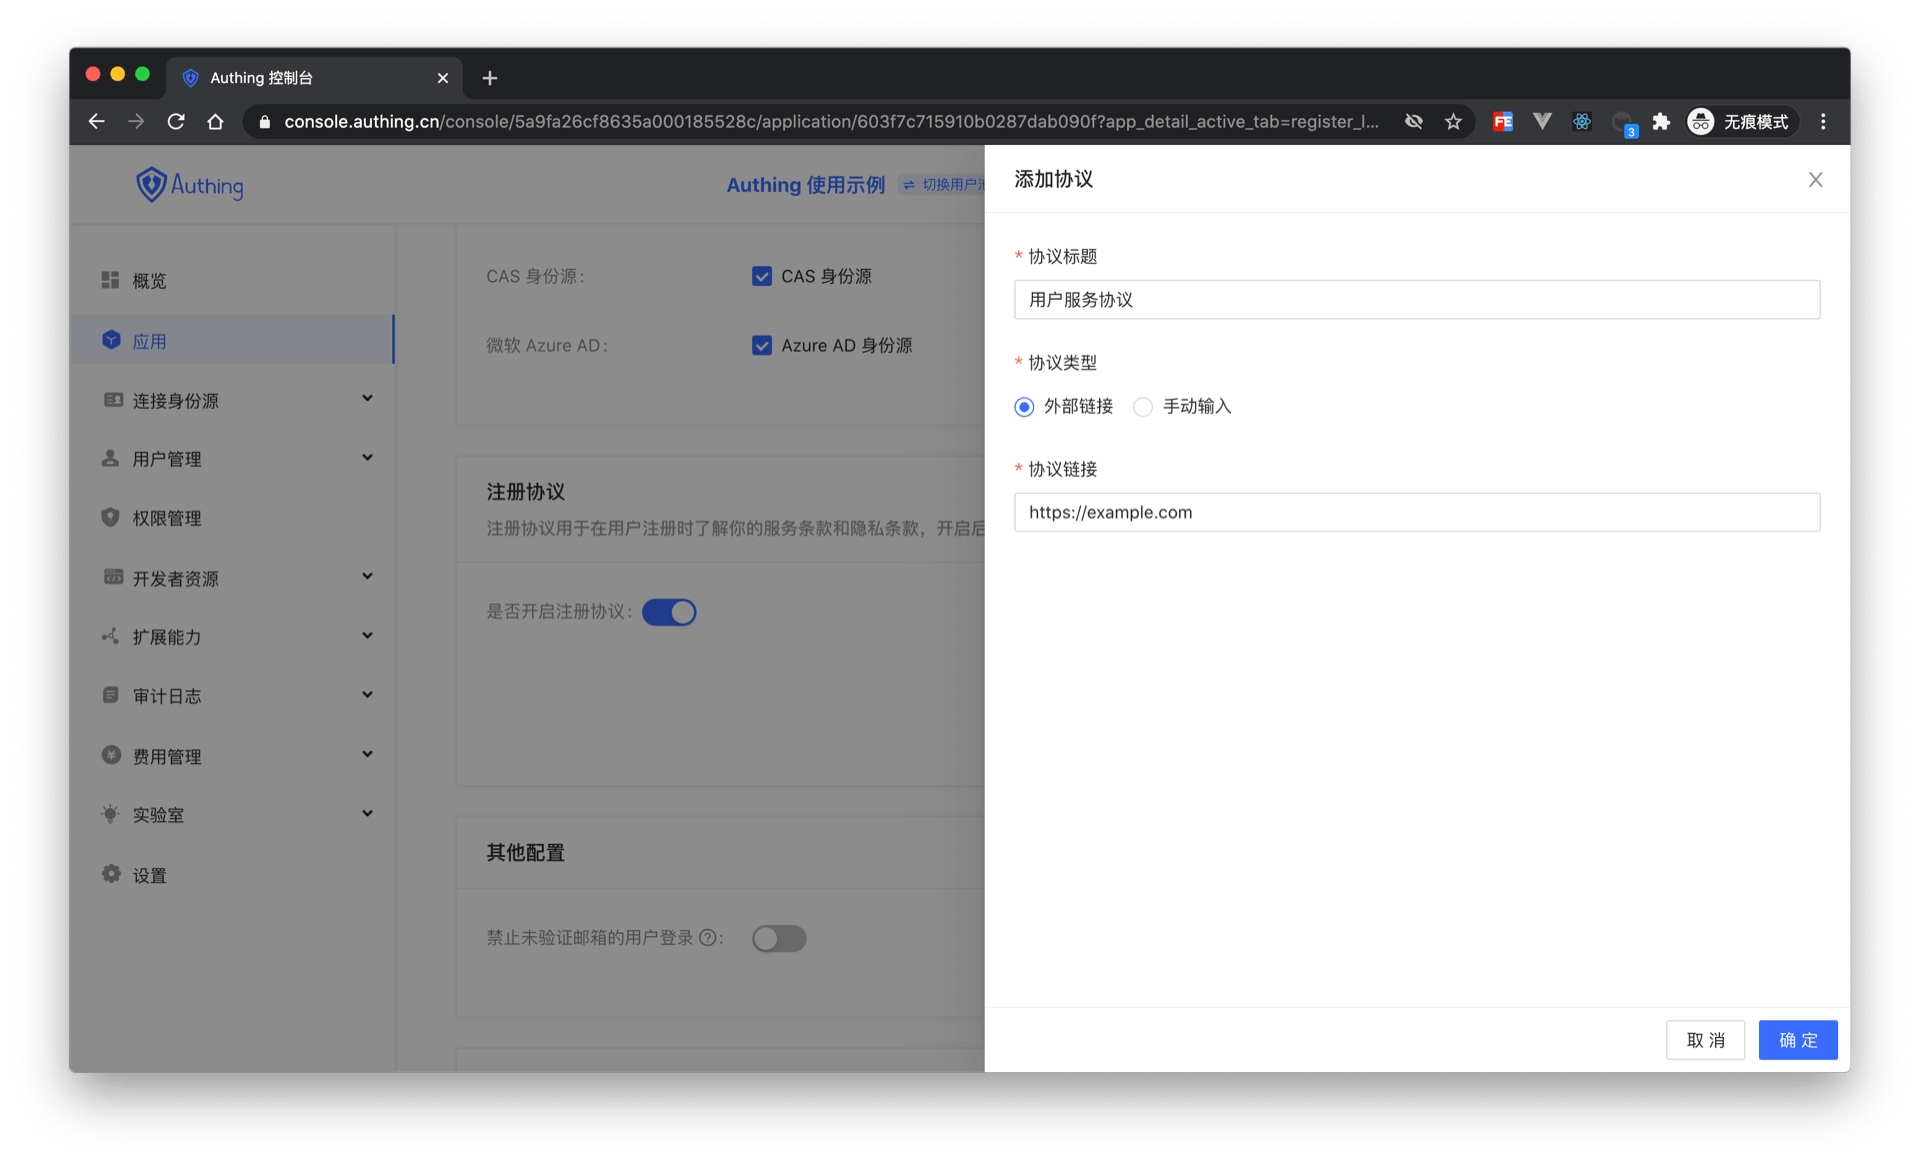 Authing 控制台
console.authing.cn/console/5a9fa26cf8635a000185528c/application/603f7c715910b0287dab090f?app_detail_active_tab=register_l...
FE
3
无痕模式
Authing
Authing 使用示例
切换用户池
概览
应用
连接身份源
用户管理
权限管理
开发者资源
扩展能力
审计日志
费用管理
实验室
设置
CAS 身份源:
CAS 身份源
微软 Azure AD:
Azure AD 身份源
注册协议
注册协议用于在用户注册时了解你的服务条款和隐私条款，开启后
是否开启注册协议:
其他配置
禁止未验证邮箱的用户登录 ? :
添加协议
* 协议标题
用户服务协议
* 协议类型
外部链接 手动输入
* 协议链接
https://example.com
取 消
确 定